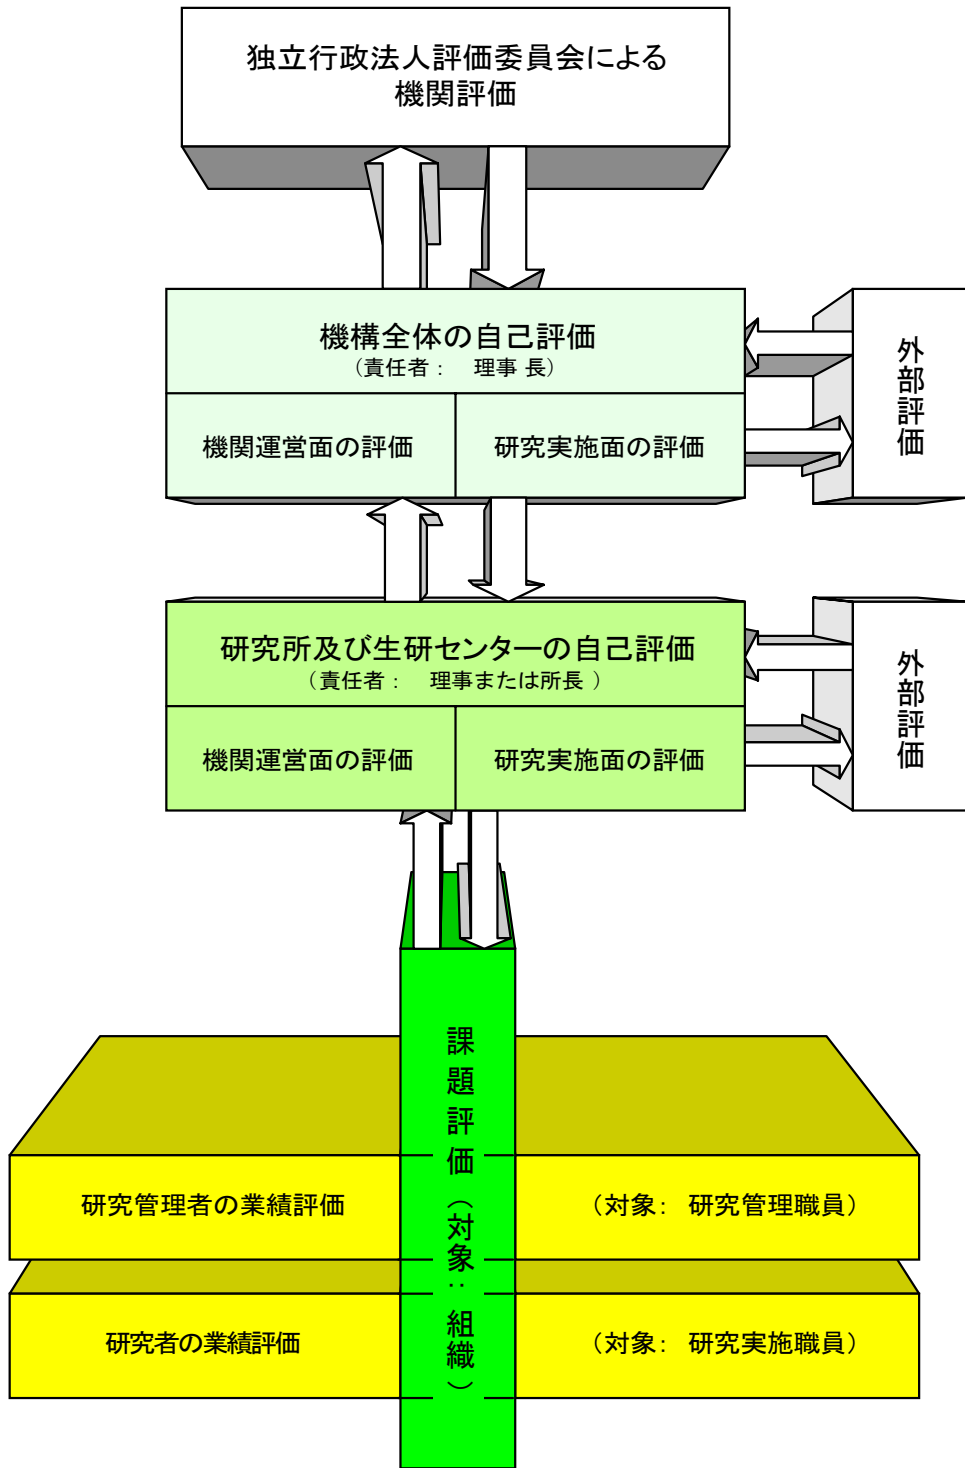 独立行政法人評価委員会による
機関評価
機構全体の自己評価
（責任者：　理事 長）
機関運営面の評価
研究実施面の評価
外部評価
研究所及び生研センターの自己評価
（責任者：　理事または所長 ）
機関運営面の評価
研究実施面の評価
外部評価
課題評価（対象：組織）
研究管理者の業績評価
（対象：　研究管理職員）
研究者の業績評価
（対象：　研究実施職員）